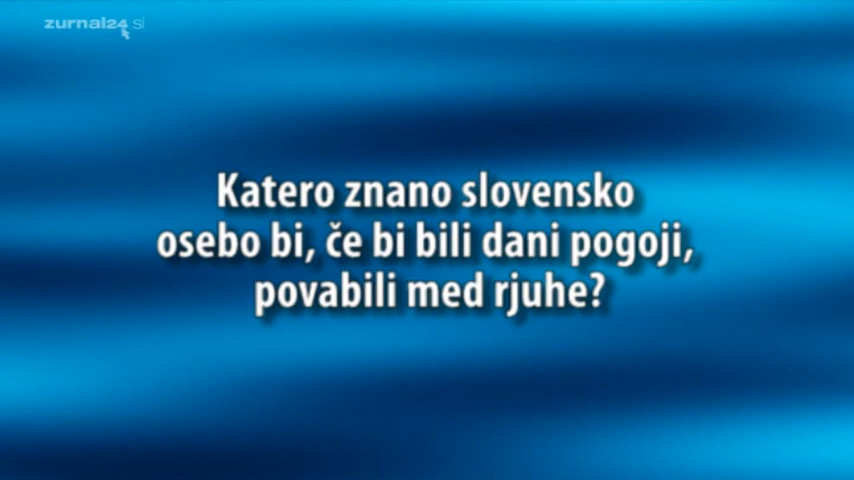 zurnal24 si
Katero znano slovensko
osebo bi, če bi bili dani pogoji,
povabili med rjuhe?